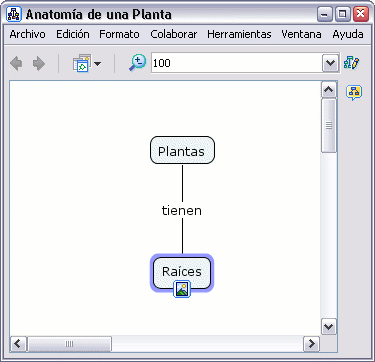 Anatomía de una Planta
Archivo Edición Formato Colaborar Herramientas Ventana Ayuda
100
Plantas
tienen
Raíces